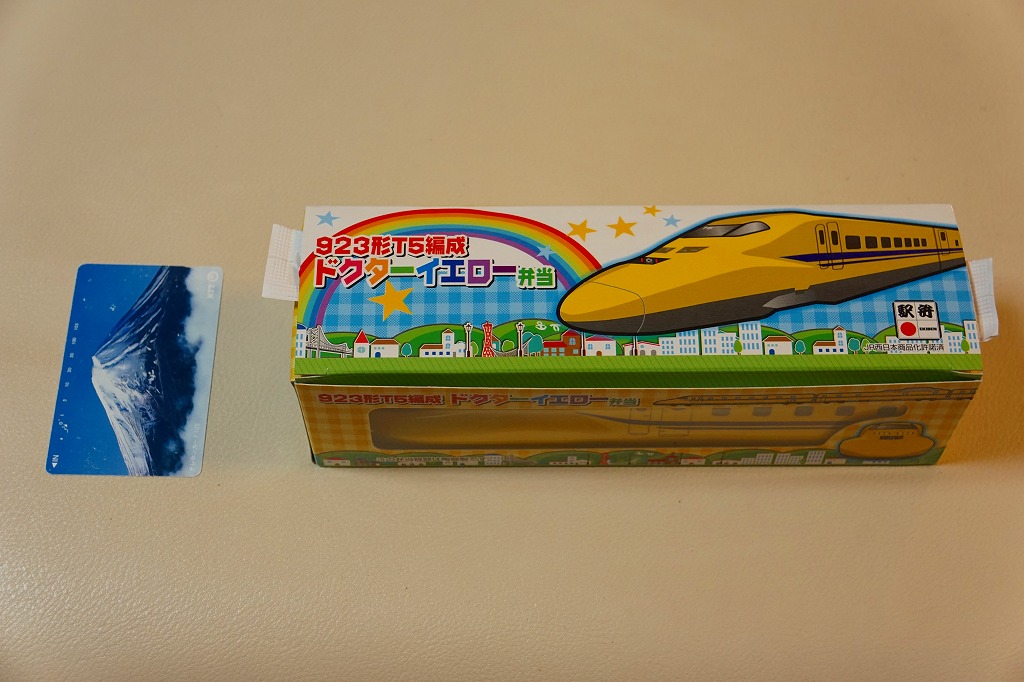 923形T5編成
ドクターイエロー弁当
駅弁
EKIBEN
JR西日本商品化許諾済
923形T5編成 ドクターイエロー弁当
IN